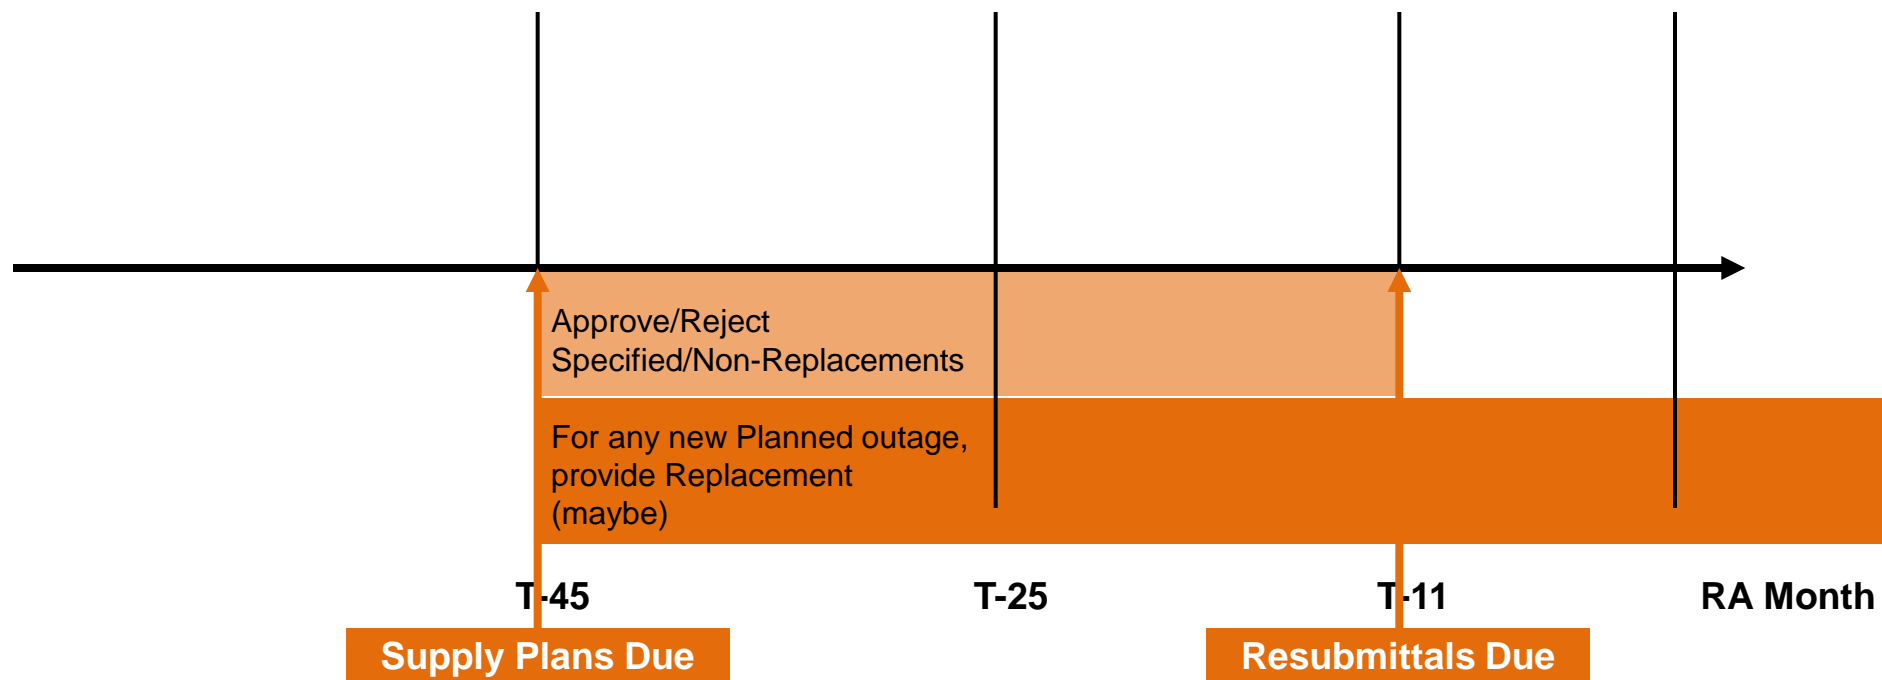 Approve/Reject
Specified/Non-Replacements
For any new Planned outage,
provide Replacement
(maybe)
T-45
T-25
T-11
RA Month
Supply Plans Due
Resubmittals Due